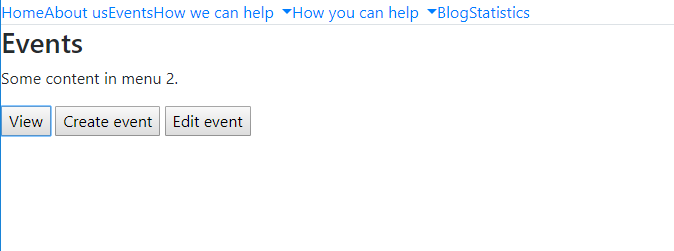 HomeAbout usEventsHow we can help How you can help BlogStatistics
Events
Some content in menu 2.
View Create event Edit event